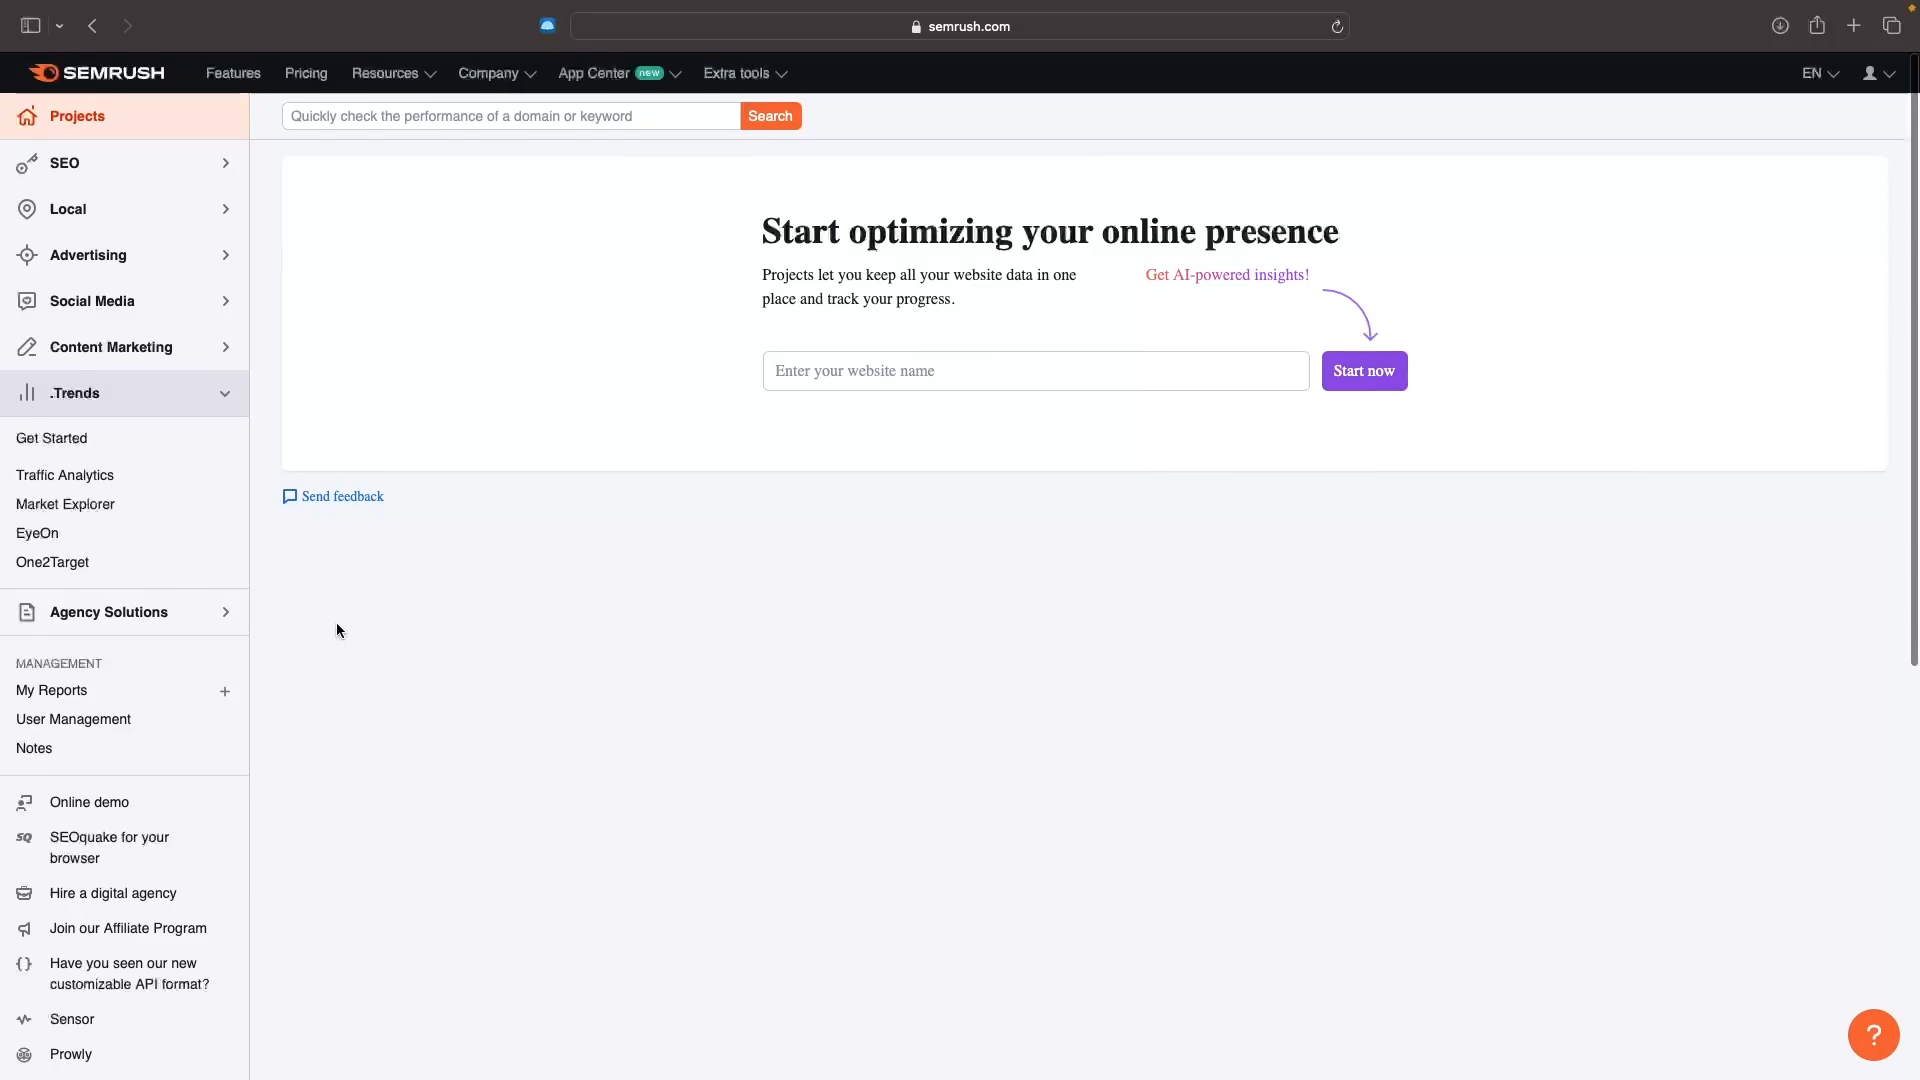 semrush.com
SEMRUSH
Features
Pricing
Resources
Company
App Center new
Extra tools
EN
Projects
SEO
Local
Advertising
Social Media
Content Marketing
.Trends
Get Started
Traffic Analytics
Market Explorer
EyeOn
One2Target
Agency Solutions
MANAGEMENT
My Reports
User Management
Notes
Online demo
SQ
SEOquake for your
browser
Hire a digital agency
Join our Affiliate Program
{}
Have you seen our new
customizable API format?
Sensor
Prowly
Quickly check the performance of a domain or keyword
Search
Start optimizing your online presence
Projects let you keep all your website data in one
place and track your progress.
Get AI-powered insights!
Enter your website name
Start now
Send feedback
?